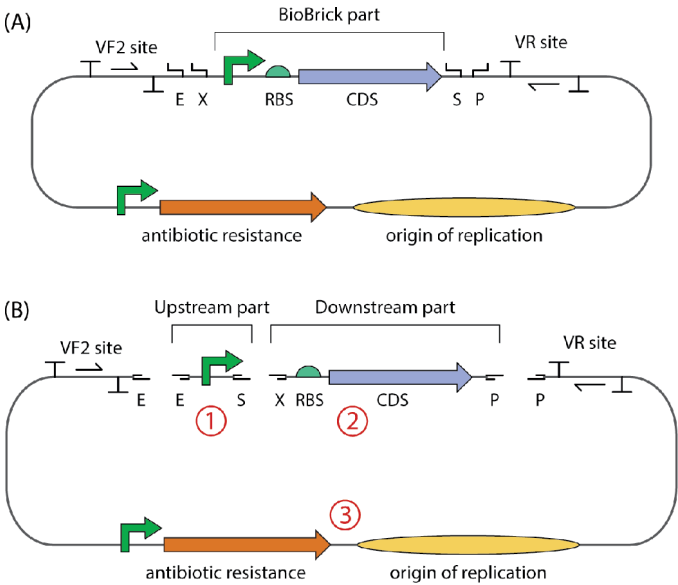 (A)
BioBrick part
VF2 site
VR site
E X RBS CDS S P
antibiotic resistance origin of replication
(B)
Upstream part Downstream part
VF2 site
VR site
E E S X RBS CDS P P
1 2
3
antibiotic resistance origin of replication